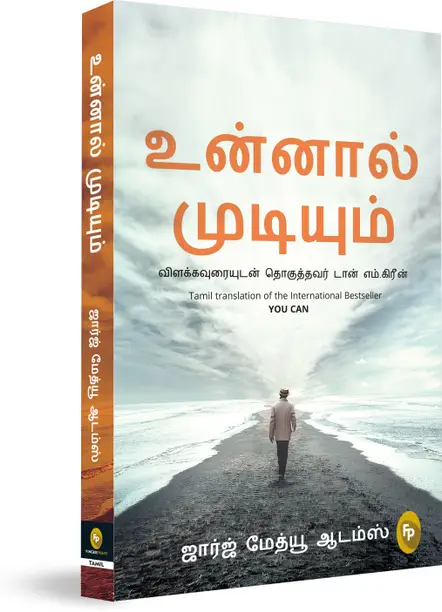 உன்னால் முடியும்
ஜார்ஜ் மேத்யூ ஆடம்ஸ்
FINGERPRINT!
TAMIL
உன்னால்
முடியும்
விளக்கவுரையுடன் தொகுத்தவர் டான் எம்.கிரீன்
Tamil translation of the International Bestseller
YOU CAN
ஜார்ஜ் மேத்யூ ஆடம்ஸ்
FP